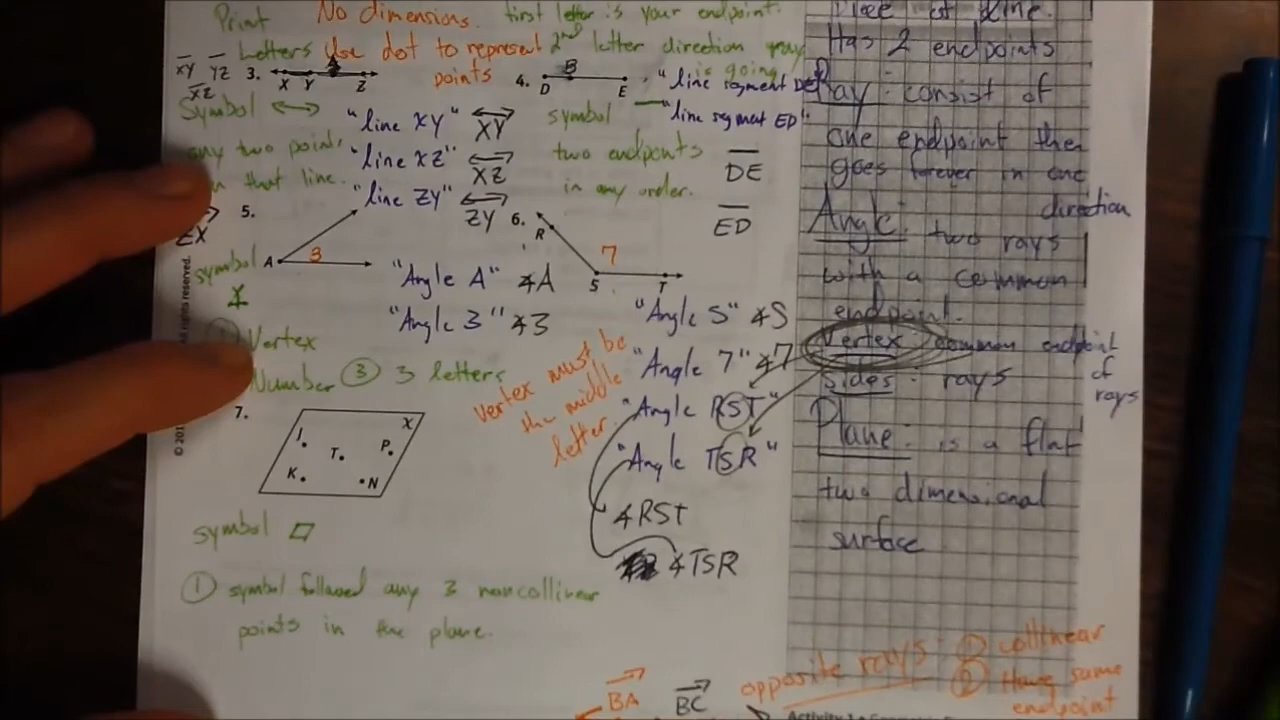 Print No dimensions. first letter is your endpoint.
Letters Use dot to represent points
2nd letter direction ray is going
XY YZ
XZ
3.
X Y Z
4.
D B E
"line segment DE"
"line segment ED"
Symbol
"line XY" XY
any two points
"line XZ" XZ
on that line.
"line ZY" ZY
ZX
symbol
two endpoints
in any order.
DE
ED
5.
A 3
"Angle A" ∡A
"Angle 3" ∡3
symbol ∡
Vertex
Number ③ 3 letters
6.
R 7
S T
"Angle S" ∡S
"Angle 7" ∡7
"Angle RST"
"Angle TSR"
∡RST
∡TSR
vertex must be
the middle
letter.
7.
J X
T. P.
K. N
symbol ▱
① symbol followed any 3 noncollinear
points in the plane.
BA BC
opposite rays: ① collinear
② Have same
endpoint
Piece of line.
Has 2 endpoints
Ray: consist of
one endpoint then
goes forever in one
direction
Angle: two rays
with a common
endpoint.
Vertex: common endpoint
of
rays
sides: rays
Plane: is a flat
two dimensional
surface
rights reserved.